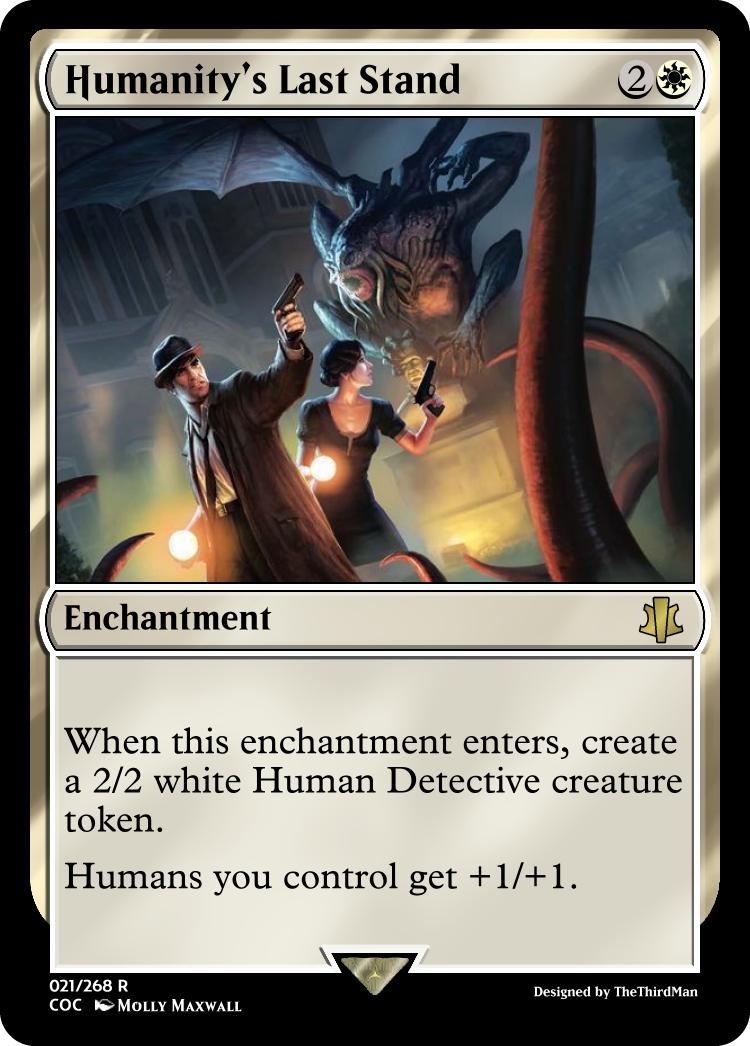 Humanity's Last Stand 2
Enchantment
When this enchantment enters, create
a 2/2 white Human Detective creature
token.
Humans you control get +1/+1.
021/268 R
COC Molly Maxwall
Designed by TheThirdMan